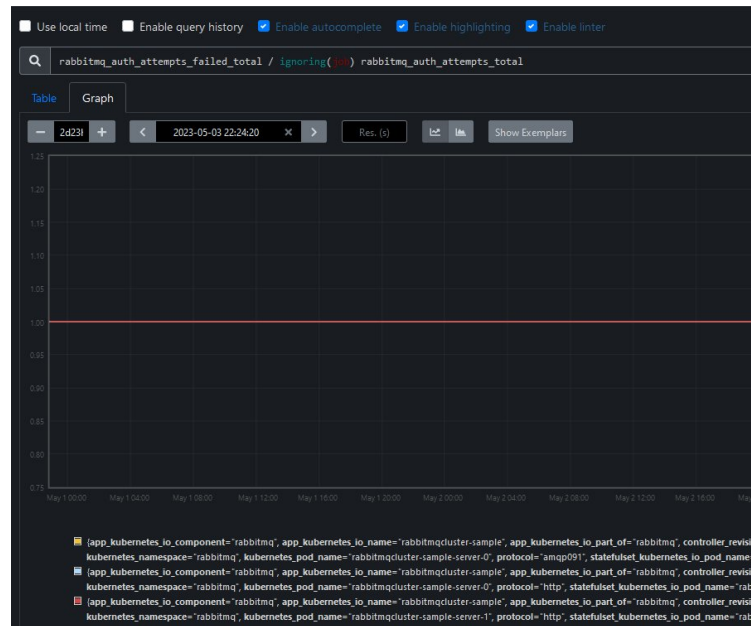 Use local time Enable query history Enable autocomplete Enable highlighting Enable linter
rabbitmq_auth_attempts_failed_total / ignoring(job) rabbitmq_auth_attempts_total
Table Graph
2d23h 2023-05-03 22:24:20 Res. (s) Show Exemplars
1.25
1.20
1.15
1.10
1.05
1.00
0.95
0.90
0.85
0.80
0.75
May 1 00:00 May 1 04:00 May 1 08:00 May 1 12:00 May 1 16:00 May 1 20:00 May 2 00:00 May 2 04:00 May 2 08:00 May 2 12:00 May 2 16:00 May
{app_kubernetes_io_component="rabbitmq", app_kubernetes_io_name="rabbitmqcluster-sample", app_kubernetes_io_part_of="rabbitmq", controller_revisi
kubernetes_namespace="rabbitmq", kubernetes_pod_name="rabbitmqcluster-sample-server-0", protocol="amqp091", statefulset_kubernetes_io_pod_name=
{app_kubernetes_io_component="rabbitmq", app_kubernetes_io_name="rabbitmqcluster-sample", app_kubernetes_io_part_of="rabbitmq", controller_revisi
kubernetes_namespace="rabbitmq", kubernetes_pod_name="rabbitmqcluster-sample-server-0", protocol="http", statefulset_kubernetes_io_pod_name="rab
{app_kubernetes_io_component="rabbitmq", app_kubernetes_io_name="rabbitmqcluster-sample", app_kubernetes_io_part_of="rabbitmq", controller_revisi
kubernetes_namespace="rabbitmq", kubernetes_pod_name="rabbitmqcluster-sample-server-1", protocol="http", statefulset_kubernetes_io_pod_name="rab